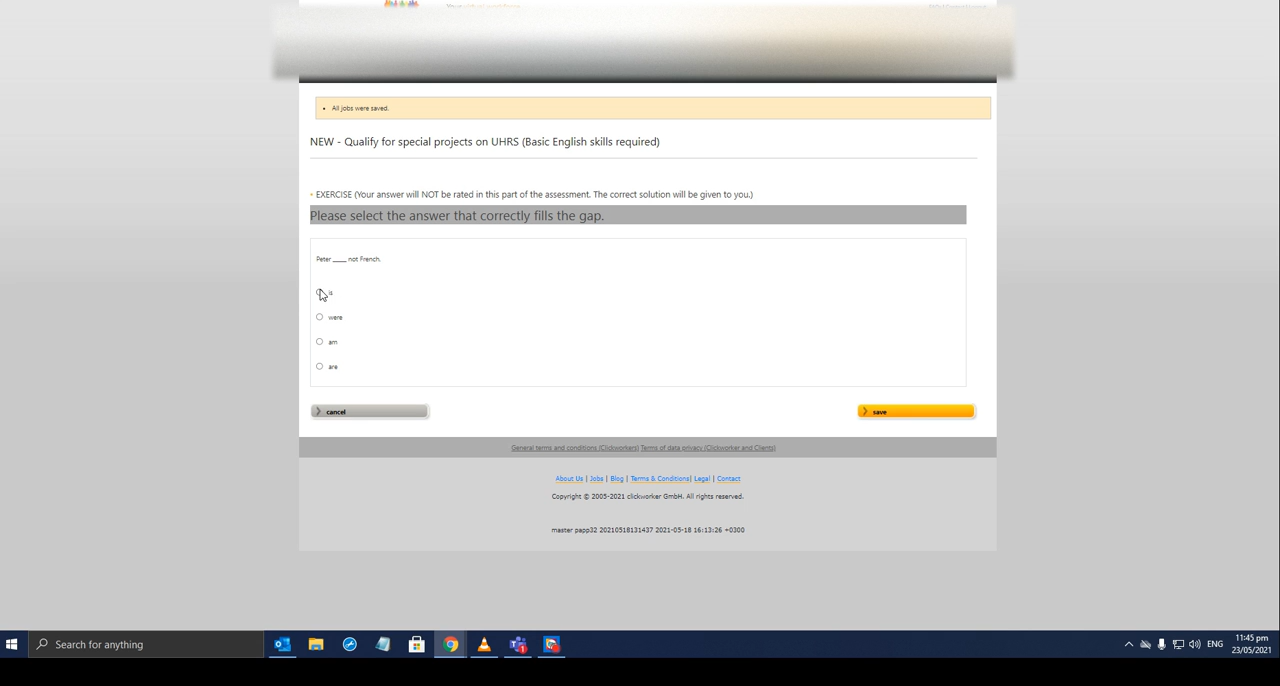 All jobs were saved.
NEW - Qualify for special projects on UHRS (Basic English skills required)
EXERCISE (Your answer will NOT be rated in this part of the assessment. The correct solution will be given to you.)
Please select the answer that correctly fills the gap.
Peter ____ not French.
is
were
am
are
cancel
save
General terms and conditions (Clickworkers) Terms of data privacy (Clickworker and Clients)
About Us | Jobs | Blog | Terms & Conditions| Legal | Contact
Copyright © 2005-2021 clickworker GmbH. All rights reserved.
master papp32 20210518131437 2021-05-18 16:13:26 +0300
Search for anything
ENG
11:45 pm
23/05/2021